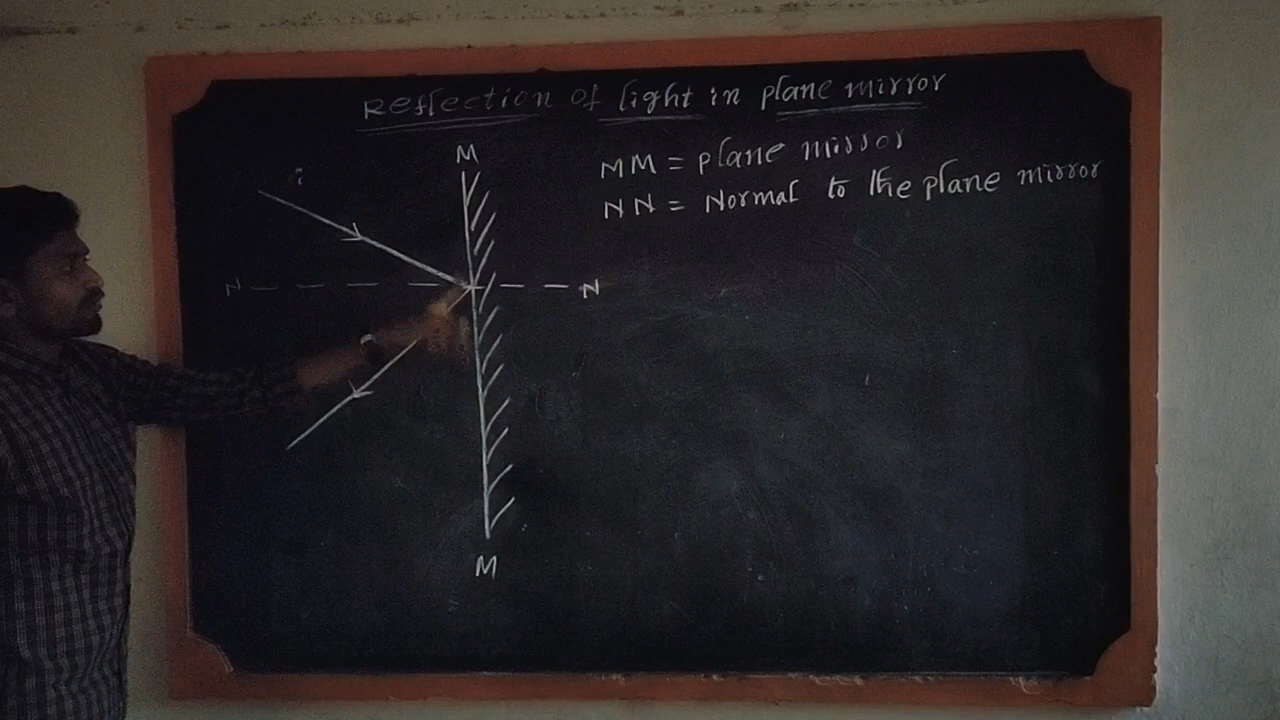 Reflection of light in plane mirror
M
MM = plane mirror
NN = Normal to the plane mirror
i
N
N
M